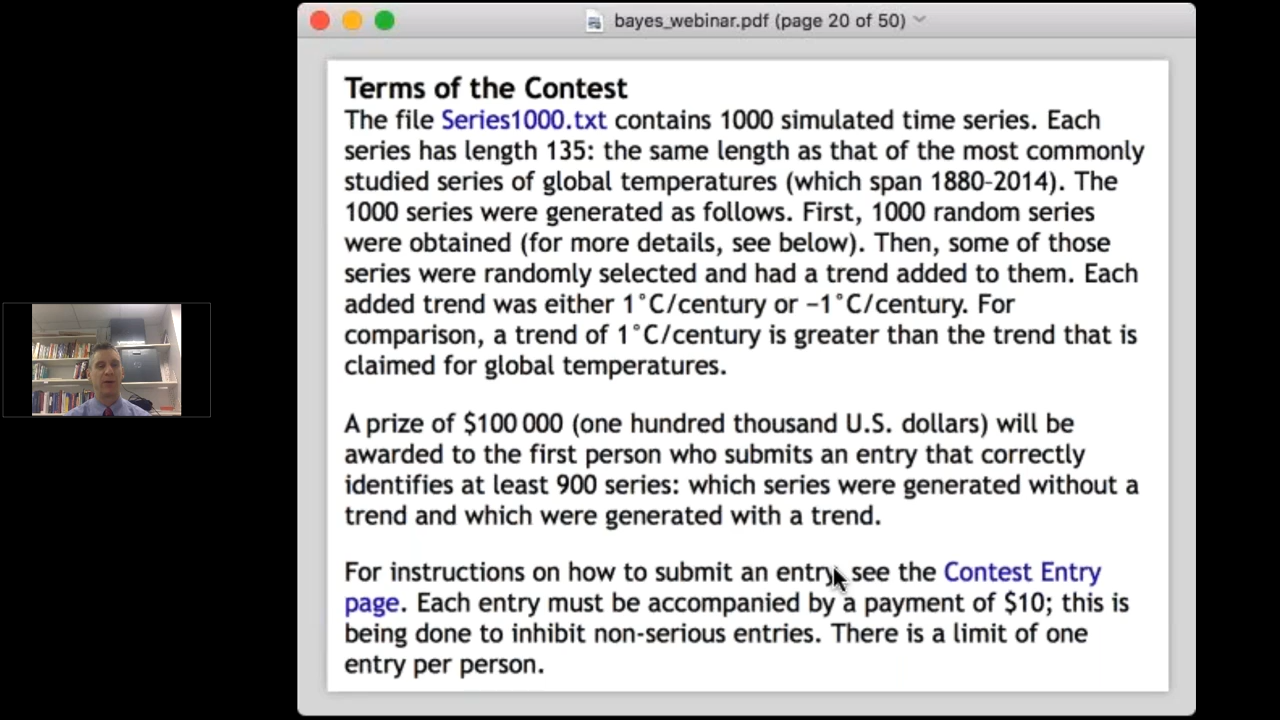 bayes_webinar.pdf (page 20 of 50)
Terms of the Contest
The file Series1000.txt contains 1000 simulated time series. Each
series has length 135: the same length as that of the most commonly
studied series of global temperatures (which span 1880–2014). The
1000 series were generated as follows. First, 1000 random series
were obtained (for more details, see below). Then, some of those
series were randomly selected and had a trend added to them. Each
added trend was either 1°C/century or −1°C/century. For
comparison, a trend of 1°C/century is greater than the trend that is
claimed for global temperatures.
A prize of $100 000 (one hundred thousand U.S. dollars) will be
awarded to the first person who submits an entry that correctly
identifies at least 900 series: which series were generated without a
trend and which were generated with a trend.
For instructions on how to submit an entry, see the Contest Entry
page. Each entry must be accompanied by a payment of $10; this is
being done to inhibit non-serious entries. There is a limit of one
entry per person.